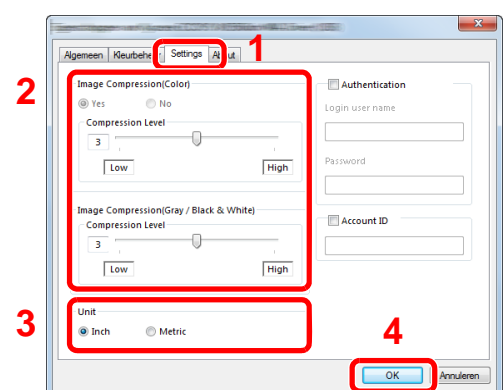 1
Algemeen Kleurbeheer Settings About
2
Image Compression(Color)
Yes No
Compression Level
3
Low High
Image Compression(Gray / Black & White)
Compression Level
3
Low High
Authentication
Login user name
Password
Account ID
3
Unit
Inch Metric
4
OK Annuleren